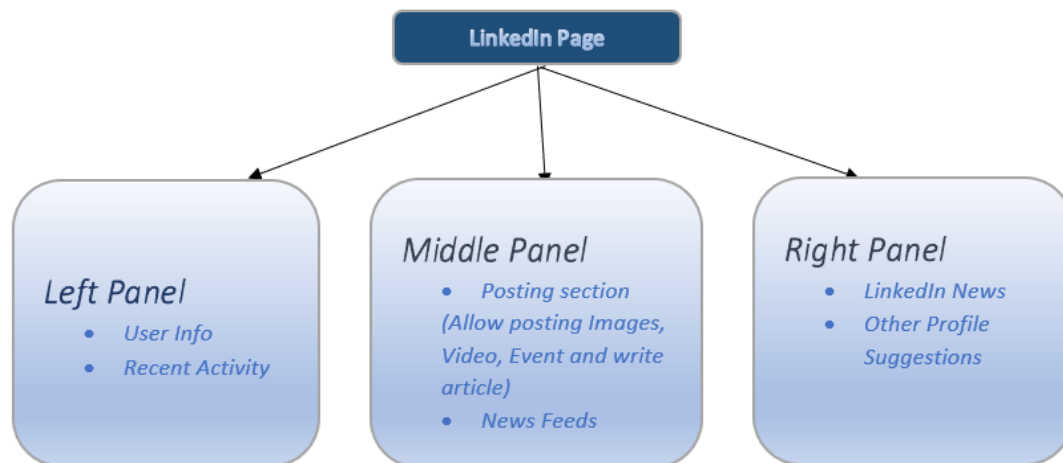 LinkedIn Page
Left Panel
• User Info
• Recent Activity
Middle Panel
• Posting section
(Allow posting Images,
Video, Event and write
article)
• News Feeds
Right Panel
• LinkedIn News
• Other Profile
Suggestions